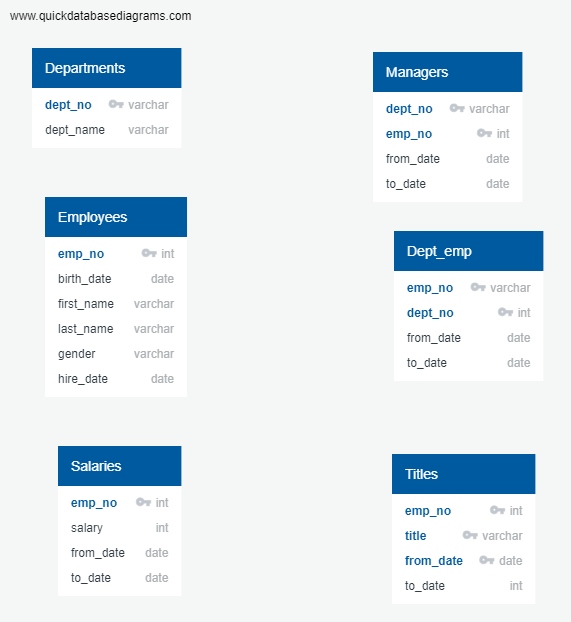 www.quickdatabasediagrams.com
Departments
dept_no varchar
dept_name varchar
Managers
dept_no varchar
emp_no int
from_date date
to_date date
Employees
emp_no int
birth_date date
first_name varchar
last_name varchar
gender varchar
hire_date date
Dept_emp
emp_no varchar
dept_no int
from_date date
to_date date
Salaries
emp_no int
salary int
from_date date
to_date date
Titles
emp_no int
title varchar
from_date date
to_date int